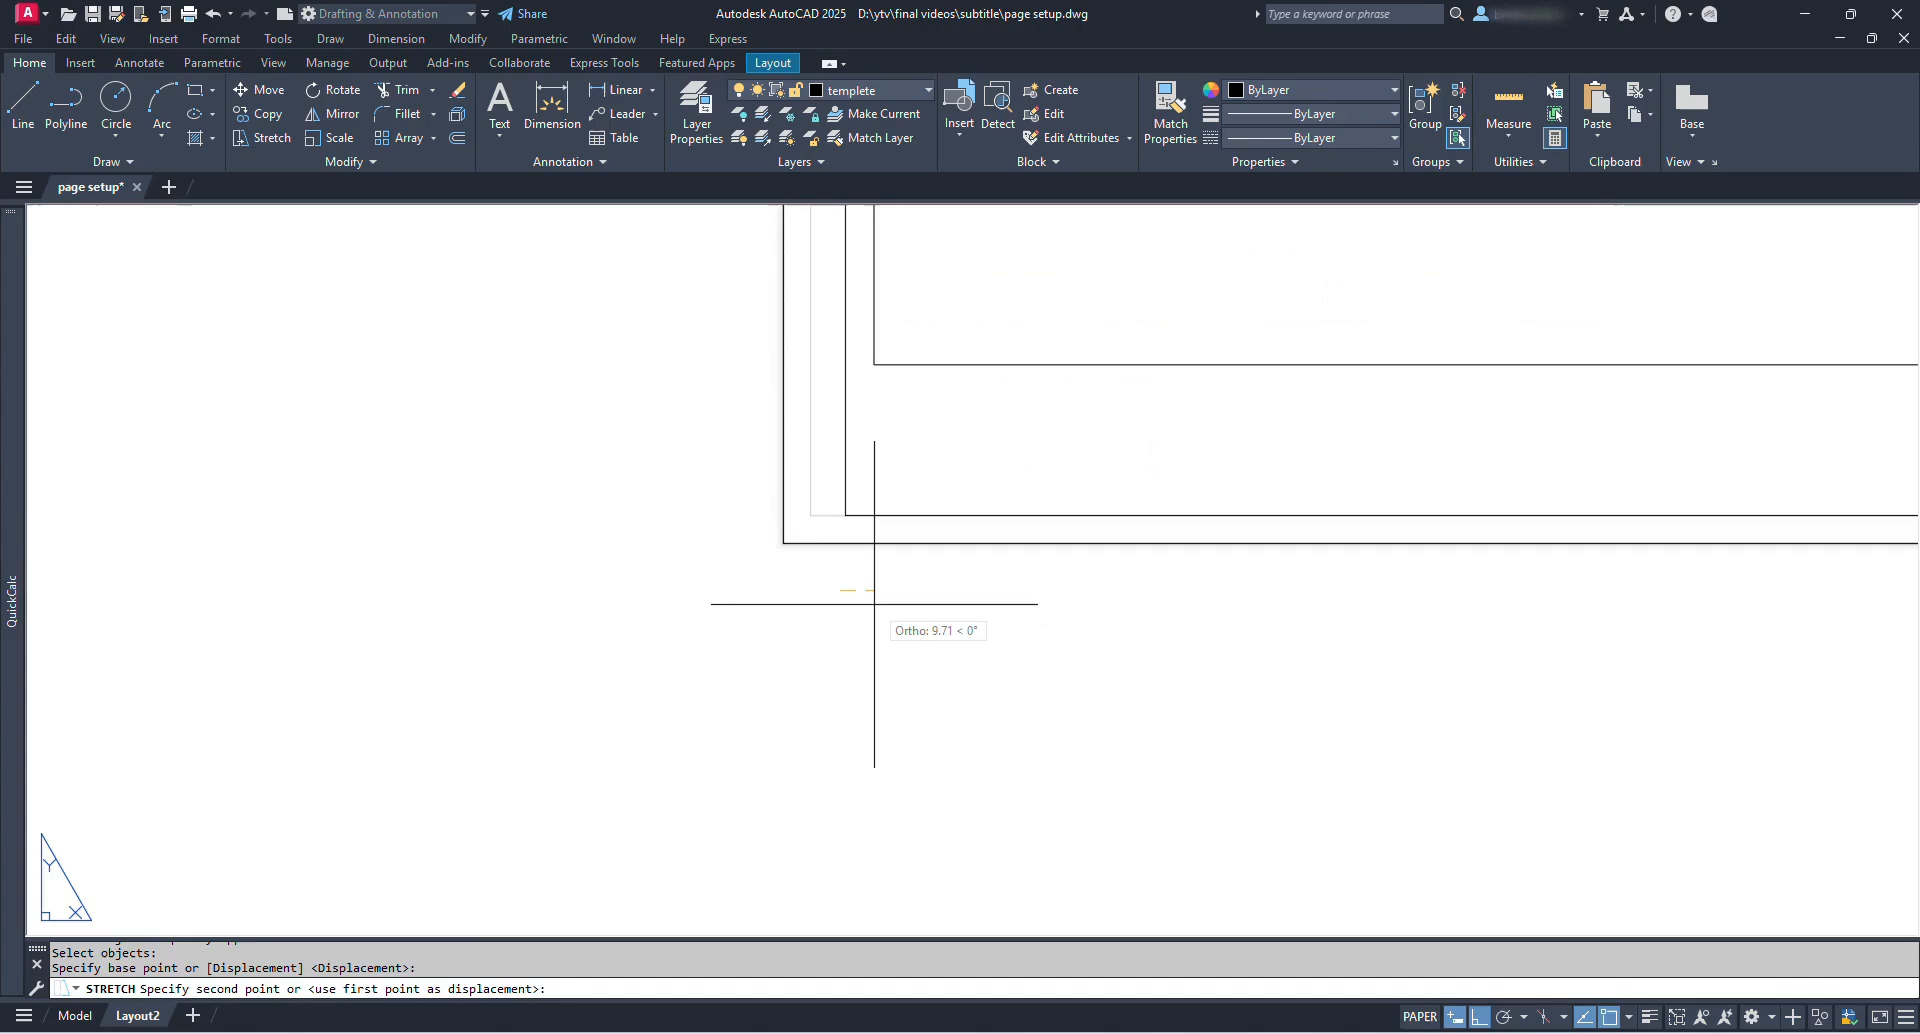 A Drafting & Annotation Share Autodesk AutoCAD 2025 D:\ytv\final videos\subtitle\page setup.dwg Type a keyword or phrase
File Edit View Insert Format Tools Draw Dimension Modify Parametric Window Help Express
Home Insert Annotate Parametric View Manage Output Add-ins Collaborate Express Tools Featured Apps Layout
Line Polyline Circle Arc
Move Rotate Trim
Copy Mirror Fillet
Stretch Scale Array
Text Dimension
Linear
Leader
Table
Layer Properties
templete
Make Current
Match Layer
Insert Detect
Create
Edit
Edit Attributes
Match Properties
ByLayer
ByLayer
ByLayer
Group Measure Paste Base
Draw Modify Annotation Layers Block Properties Groups Utilities Clipboard View
page setup*
QuickCalc
Ortho: 9.71 < 0°
Y
X
Select objects:
Specify base point or [Displacement] <Displacement>:
STRETCH Specify second point or <use first point as displacement>:
Model Layout2 PAPER